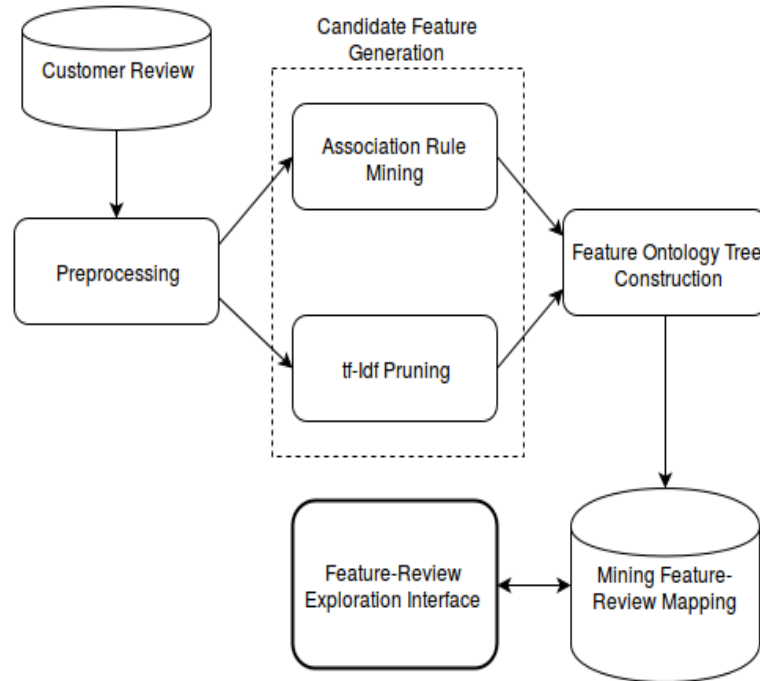 Customer Review
Candidate Feature
Generation
Association Rule
Mining
Preprocessing
Feature Ontology Tree
Construction
tf-Idf Pruning
Feature-Review
Exploration Interface
Mining Feature-
Review Mapping